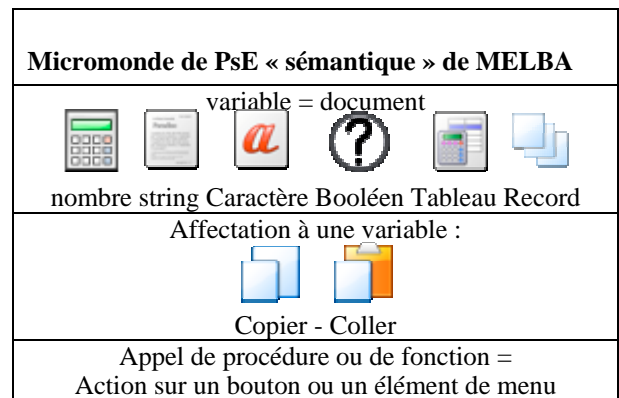 Micromonde de PsE « sémantique » de MELBA
variable = document
Paradise
a
?
nombre string Caractère Booléen Tableau Record
Affectation à une variable :
Copier - Coller
Appel de procédure ou de fonction =
Action sur un bouton ou un élément de menu